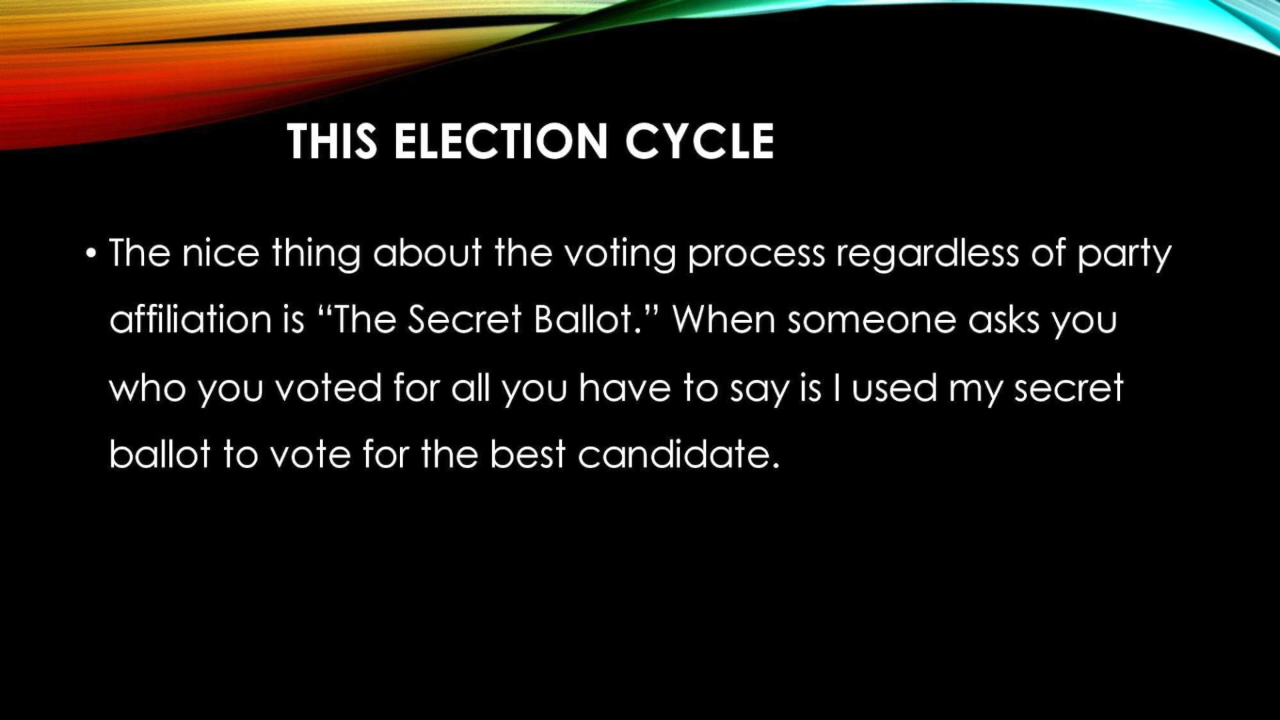 THIS ELECTION CYCLE
• The nice thing about the voting process regardless of party
affiliation is “The Secret Ballot.” When someone asks you
who you voted for all you have to say is I used my secret
ballot to vote for the best candidate.